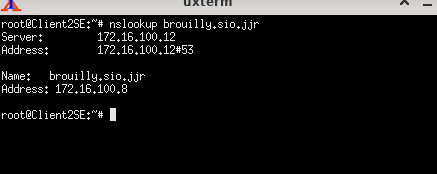 uxterm
root@Client2SE:~# nslookup brouilly.sio.jjr
Server:         172.16.100.12
Address:        172.16.100.12#53
Name:   brouilly.sio.jjr
Address: 172.16.100.8
root@Client2SE:~#